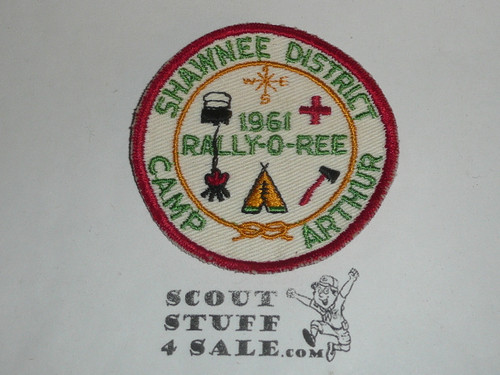 SHAWNEE DISTRICT
N
W E
S
1961
RALLY-O-REE
CAMP ARTHUR
SCOUT
STUFF
4 SALE.com